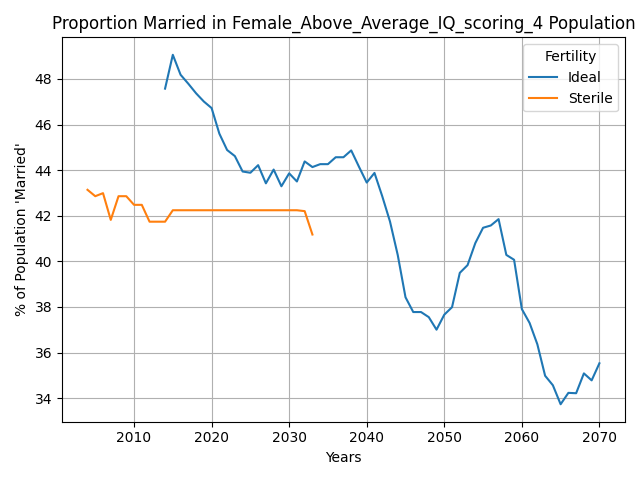 Proportion Married in Female_Above_Average_IQ_scoring_4 Population
Fertility
Ideal
Sterile
% of Population 'Married'
48
46
44
42
40
38
36
34
2010
2020
2030
2040
2050
2060
2070
Years